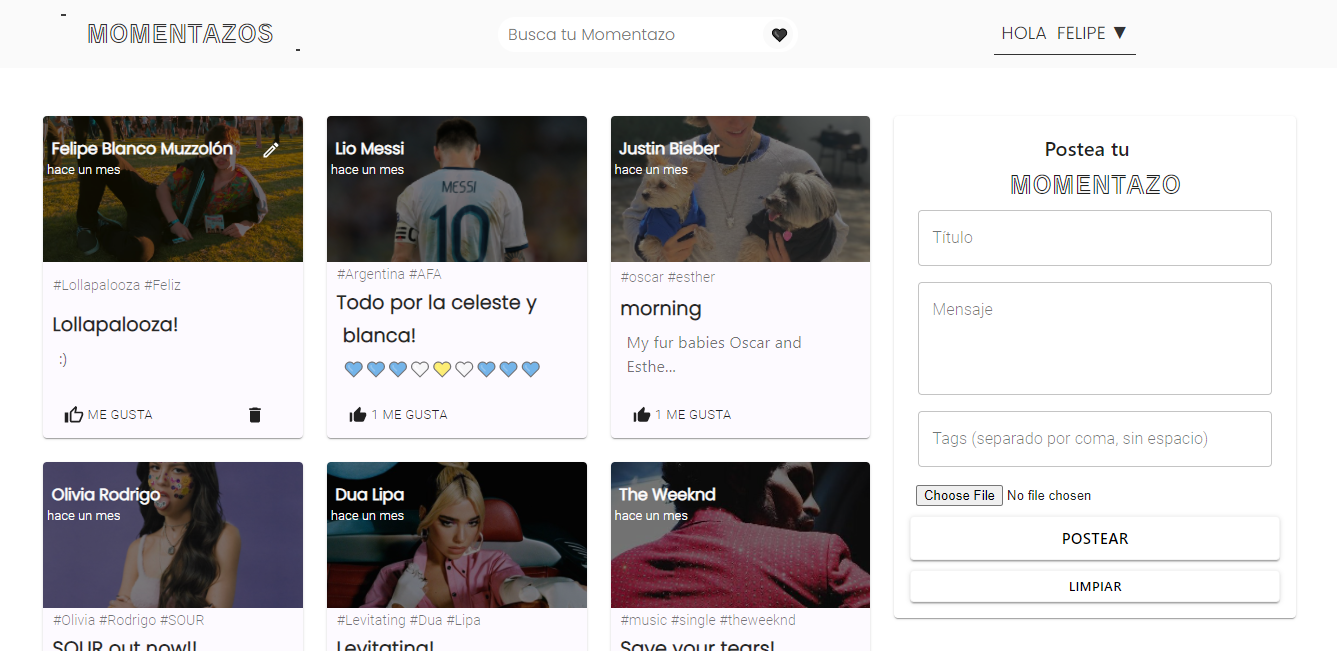 MOMENTAZOS
Busca tu Momentazo
HOLA FELIPE ▼
Felipe Blanco Muzzolón
hace un mes
#Lollapalooza #Feliz
Lollapalooza!
:)
ME GUSTA
Lio Messi
hace un mes
MESSI
10
#Argentina #AFA
Todo por la celeste y
blanca!
💙💙💙🤍💛🤍💙💙💙
1 ME GUSTA
Justin Bieber
hace un mes
#oscar #esther
morning
My fur babies Oscar and
Esthe...
1 ME GUSTA
Olivia Rodrigo
hace un mes
#Olivia #Rodrigo #SOUR
SOUR out now!!
Dua Lipa
hace un mes
#Levitating #Dua #Lipa
Levitating!
The Weeknd
hace un mes
#music #single #theweeknd
Save your tears!
Postea tu
MOMENTAZO
Título
Mensaje
Tags (separado por coma, sin espacio)
Choose File No file chosen
POSTEAR
LIMPIAR